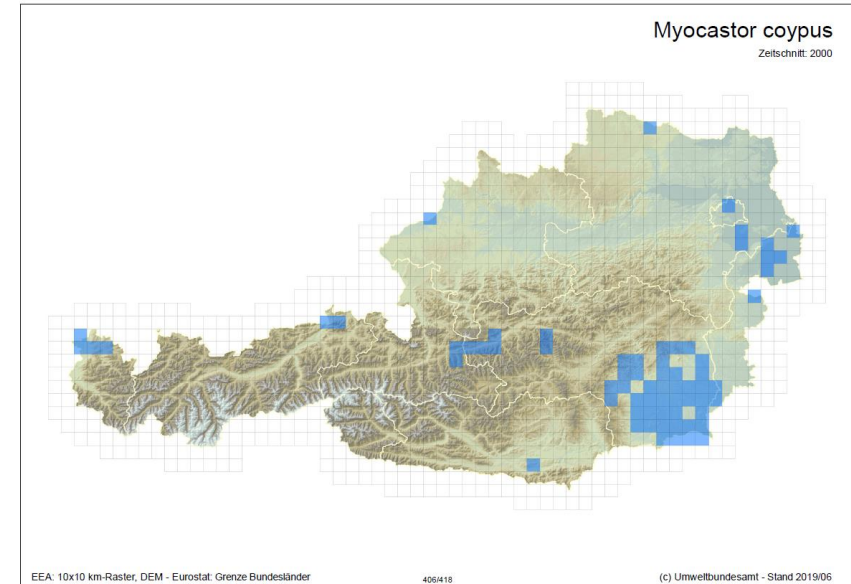 Myocastor coypus
Zeitschnitt: 2000
EEA: 10x10 km-Raster, DEM - Eurostat: Grenze Bundesländer
406/418
(c) Umweltbundesamt - Stand 2019/06